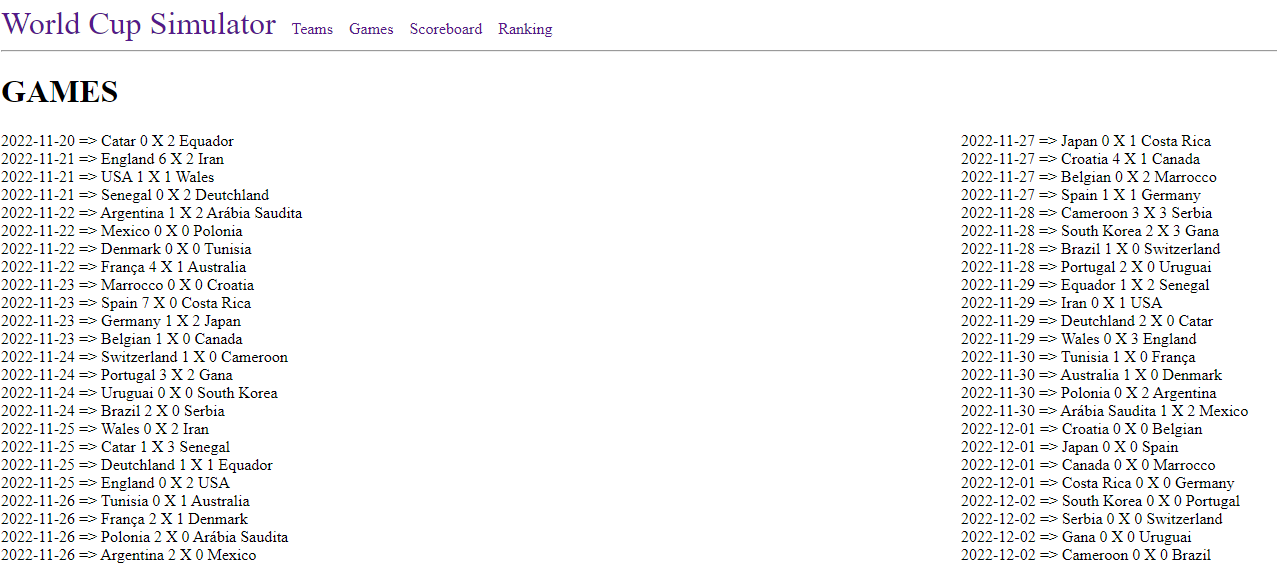 World Cup Simulator Teams Games Scoreboard Ranking
GAMES
2022-11-20 => Catar 0 X 2 Equador
2022-11-21 => England 6 X 2 Iran
2022-11-21 => USA 1 X 1 Wales
2022-11-21 => Senegal 0 X 2 Deutchland
2022-11-22 => Argentina 1 X 2 Arábia Saudita
2022-11-22 => Mexico 0 X 0 Polonia
2022-11-22 => Denmark 0 X 0 Tunisia
2022-11-22 => França 4 X 1 Australia
2022-11-23 => Marrocco 0 X 0 Croatia
2022-11-23 => Spain 7 X 0 Costa Rica
2022-11-23 => Germany 1 X 2 Japan
2022-11-23 => Belgian 1 X 0 Canada
2022-11-24 => Switzerland 1 X 0 Cameroon
2022-11-24 => Portugal 3 X 2 Gana
2022-11-24 => Uruguai 0 X 0 South Korea
2022-11-24 => Brazil 2 X 0 Serbia
2022-11-25 => Wales 0 X 2 Iran
2022-11-25 => Catar 1 X 3 Senegal
2022-11-25 => Deutchland 1 X 1 Equador
2022-11-25 => England 0 X 2 USA
2022-11-26 => Tunisia 0 X 1 Australia
2022-11-26 => França 2 X 1 Denmark
2022-11-26 => Polonia 2 X 0 Arábia Saudita
2022-11-26 => Argentina 2 X 0 Mexico
2022-11-27 => Japan 0 X 1 Costa Rica
2022-11-27 => Croatia 4 X 1 Canada
2022-11-27 => Belgian 0 X 2 Marrocco
2022-11-27 => Spain 1 X 1 Germany
2022-11-28 => Cameroon 3 X 3 Serbia
2022-11-28 => South Korea 2 X 3 Gana
2022-11-28 => Brazil 1 X 0 Switzerland
2022-11-28 => Portugal 2 X 0 Uruguai
2022-11-29 => Equador 1 X 2 Senegal
2022-11-29 => Iran 0 X 1 USA
2022-11-29 => Deutchland 2 X 0 Catar
2022-11-29 => Wales 0 X 3 England
2022-11-30 => Tunisia 1 X 0 França
2022-11-30 => Australia 1 X 0 Denmark
2022-11-30 => Polonia 0 X 2 Argentina
2022-11-30 => Arábia Saudita 1 X 2 Mexico
2022-12-01 => Croatia 0 X 0 Belgian
2022-12-01 => Japan 0 X 0 Spain
2022-12-01 => Canada 0 X 0 Marrocco
2022-12-01 => Costa Rica 0 X 0 Germany
2022-12-02 => South Korea 0 X 0 Portugal
2022-12-02 => Serbia 0 X 0 Switzerland
2022-12-02 => Gana 0 X 0 Uruguai
2022-12-02 => Cameroon 0 X 0 Brazil